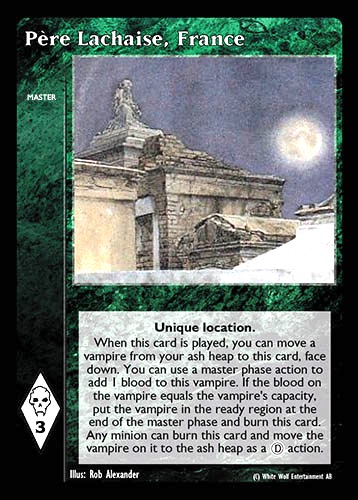 Père Lachaise, France
MASTER
Unique location.
When this card is played, you can move a
vampire from your ash heap to this card, face
down. You can use a master phase action to
add 1 blood to this vampire. If the blood on
the vampire equals the vampire's capacity,
put the vampire in the ready region at
the end of the master phase and burn this card.
Any minion can burn this card and move the
vampire on it to the ash heap as a Ⓓ action.
3
Illus: Rob Alexander
(C) White Wolf Entertainment AB